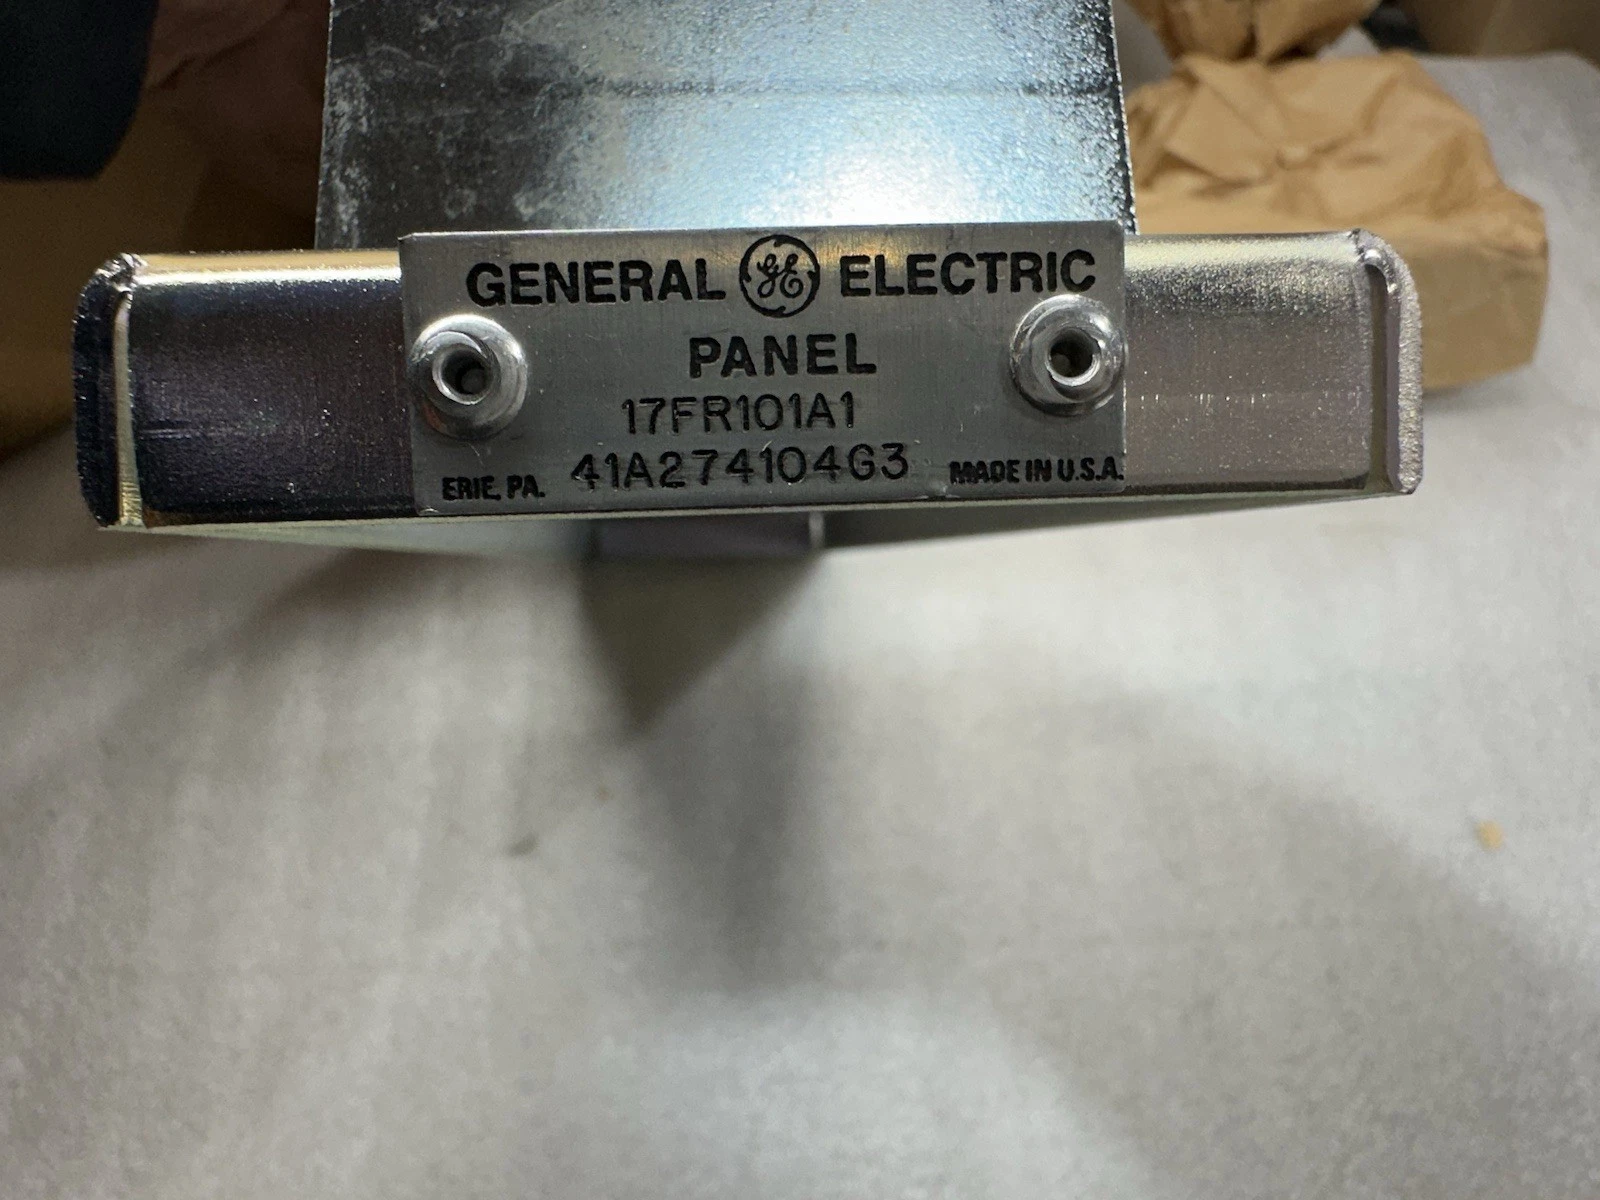 GENERAL GE ELECTRIC
PANEL
17FR101A1
ERIE, PA. 41A274104G3 MADE IN U.S.A.